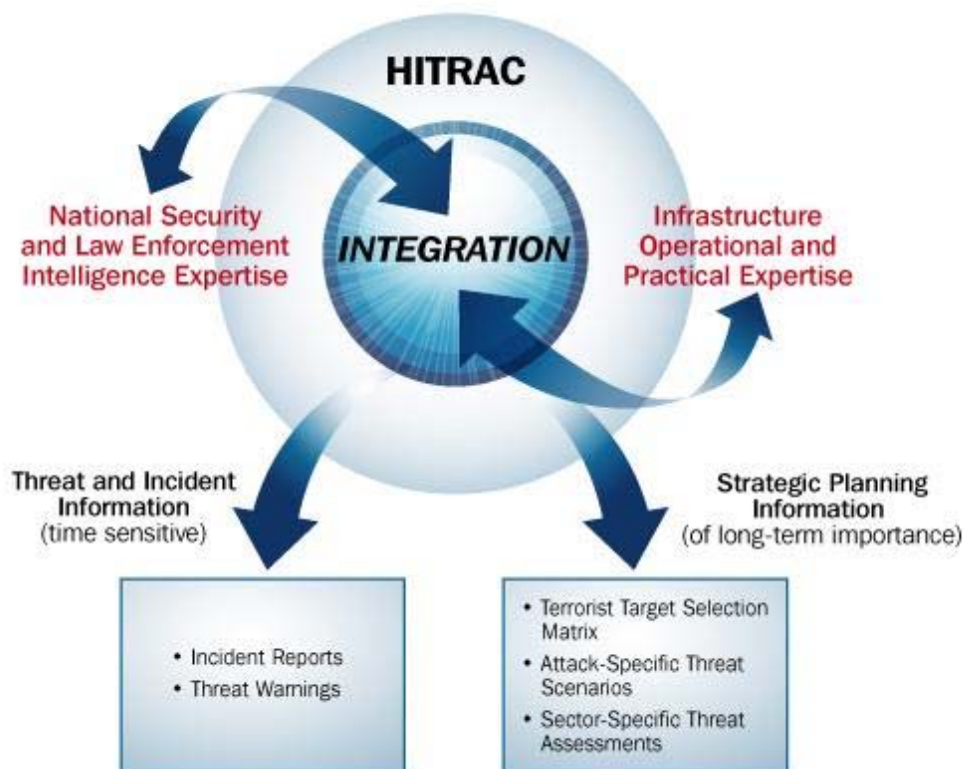 HITRAC
National Security
and Law Enforcement
Intelligence Expertise
INTEGRATION
Infrastructure
Operational and
Practical Expertise
Threat and Incident
Information
(time sensitive)
Strategic Planning
Information
(of long-term importance)
• Incident Reports
• Threat Warnings
• Terrorist Target Selection
Matrix
• Attack-Specific Threat
Scenarios
• Sector-Specific Threat
Assessments